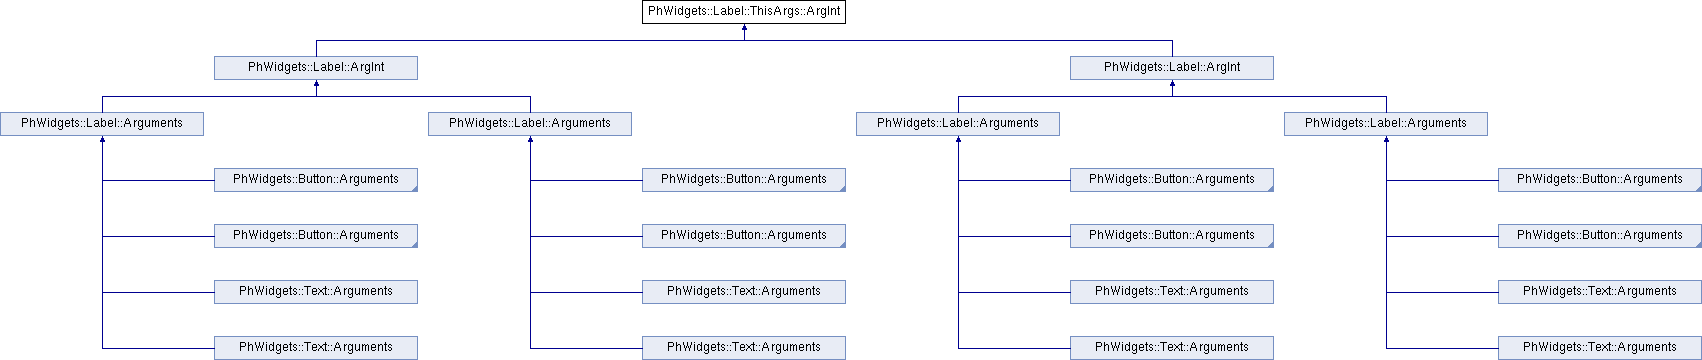 PhWidgets::Label::ThisArgs::ArgInt
PhWidgets::Label::ArgInt
PhWidgets::Label::ArgInt
PhWidgets::Label::Arguments
PhWidgets::Label::Arguments
PhWidgets::Label::Arguments
PhWidgets::Label::Arguments
PhWidgets::Button::Arguments
PhWidgets::Button::Arguments
PhWidgets::Button::Arguments
PhWidgets::Button::Arguments
PhWidgets::Button::Arguments
PhWidgets::Button::Arguments
PhWidgets::Button::Arguments
PhWidgets::Button::Arguments
PhWidgets::Text::Arguments
PhWidgets::Text::Arguments
PhWidgets::Text::Arguments
PhWidgets::Text::Arguments
PhWidgets::Text::Arguments
PhWidgets::Text::Arguments
PhWidgets::Text::Arguments
PhWidgets::Text::Arguments